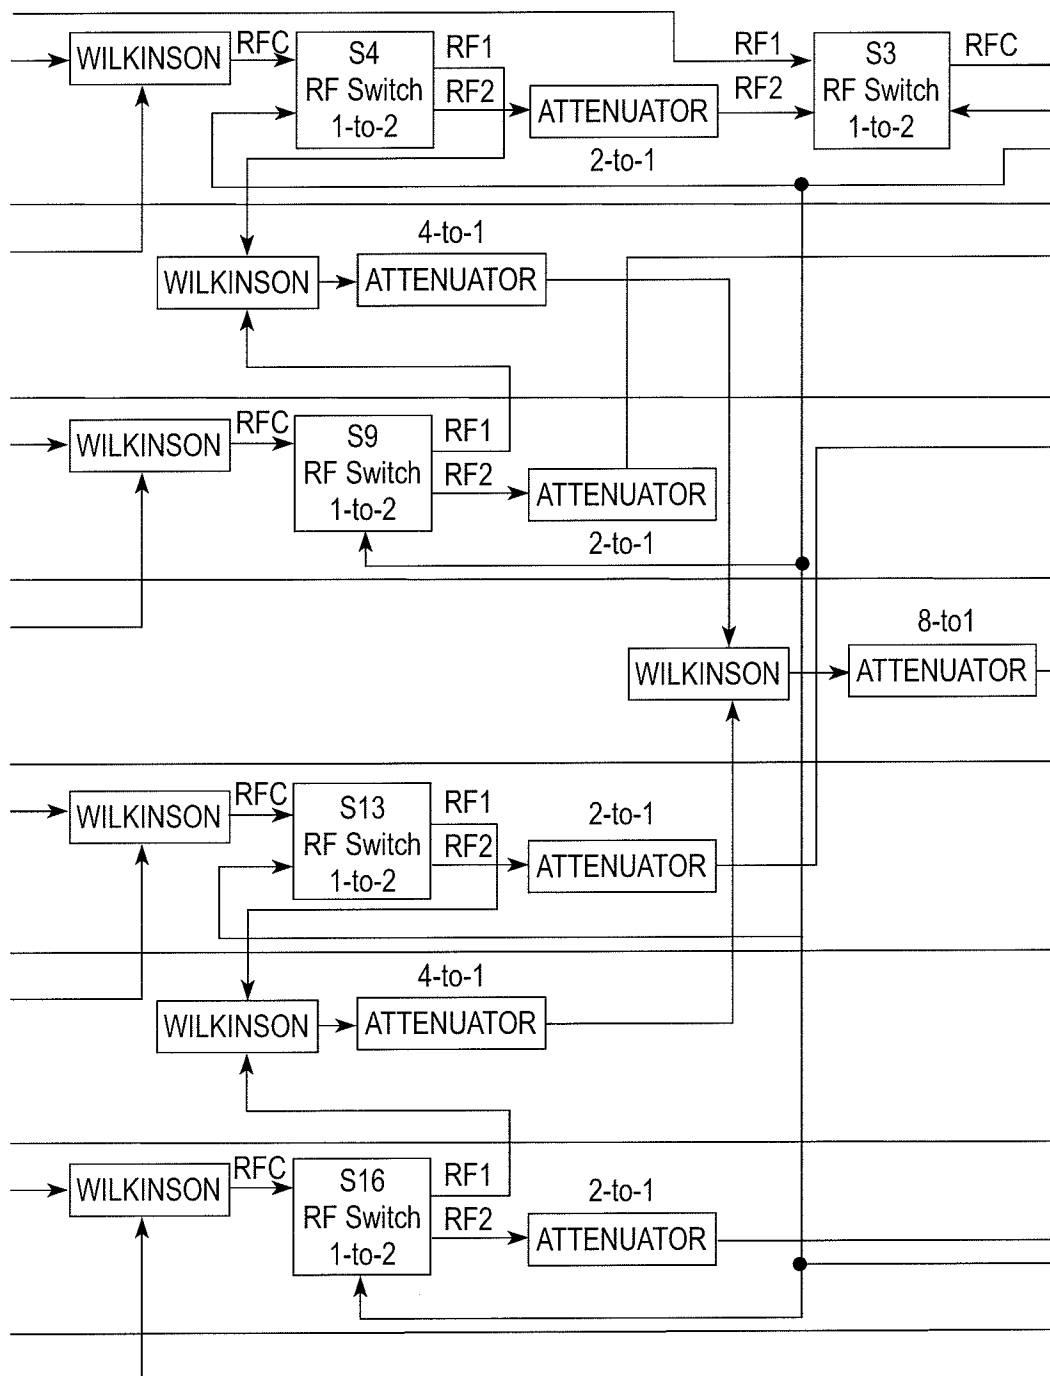 WILKINSON
RFC
S4
RF Switch
1-to-2
RF1
RF2
ATTENUATOR
2-to-1
RF1
RF2
S3
RF Switch
1-to-2
RFC
WILKINSON
4-to-1
ATTENUATOR
WILKINSON
RFC
S9
RF Switch
1-to-2
RF1
RF2
ATTENUATOR
2-to-1
WILKINSON
8-to1
ATTENUATOR
WILKINSON
RFC
S13
RF Switch
1-to-2
RF1
RF2
2-to-1
ATTENUATOR
WILKINSON
4-to-1
ATTENUATOR
WILKINSON
RFC
S16
RF Switch
1-to-2
RF1
RF2
2-to-1
ATTENUATOR